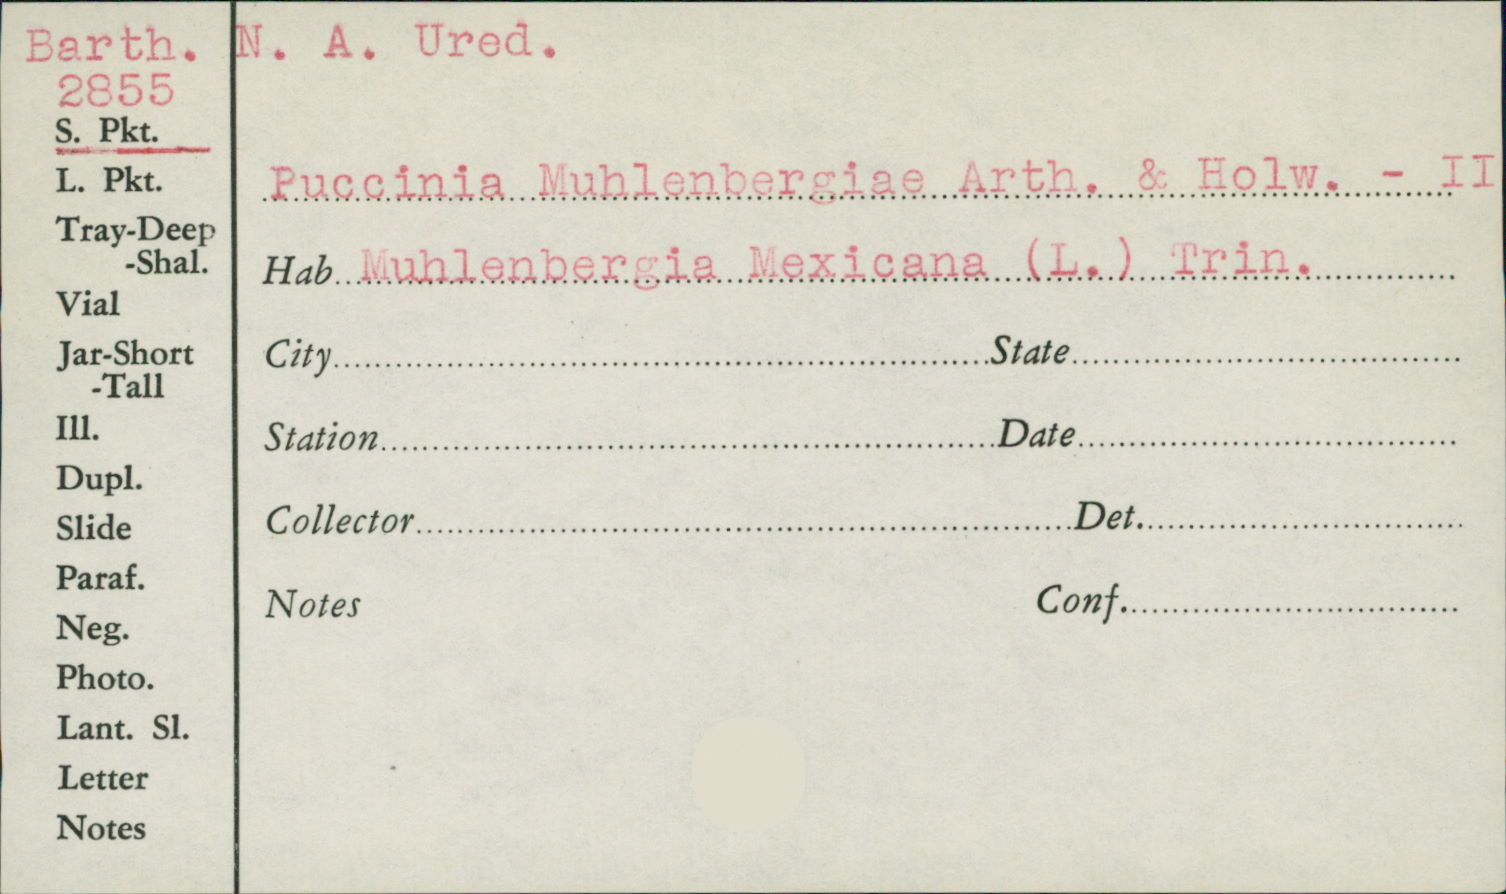 Barth. N. A. Ured.
2855
S. Pkt.
L. Pkt.
Tray-Deep
-Shal.
Vial
Jar-Short
-Tall
Ill.
Dupl.
Slide
Paraf.
Neg.
Photo.
Lant. Sl.
Letter
Notes
Puccinia Muhlenbergiae Arth. & Holw. - II
Hab Muhlenbergia Mexicana (L.) Trin.
City State
Station Date
Collector Det.
Notes Conf.